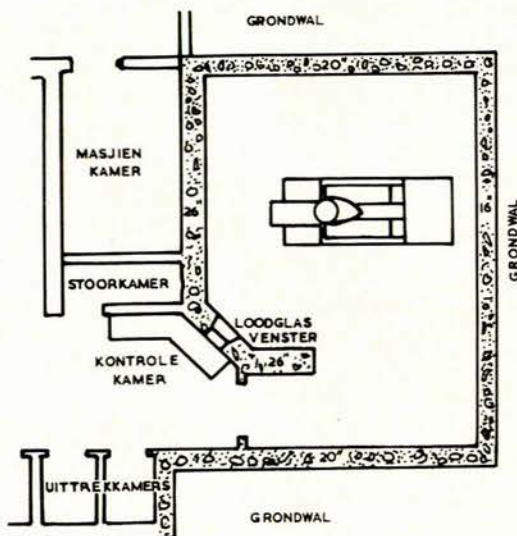 GRONDWAL
20"
MASJIEN
KAMER
26"
16"
GRONDWAL
STOORKAMER
LOODGLAS
VENSTER
KONTROLE
KAMER
26"
UITTREKKAMERS
20"
GRONDWAL